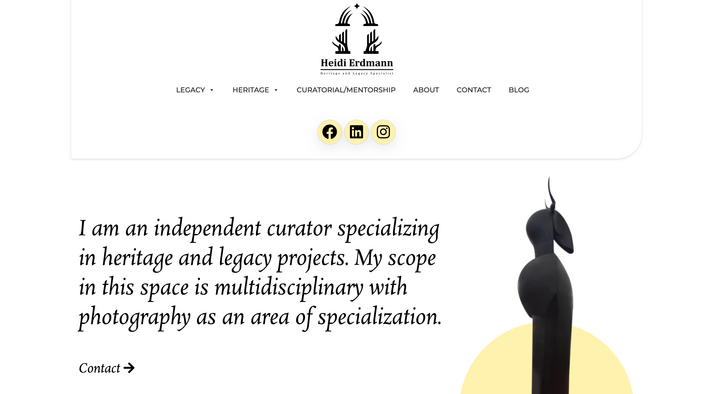 Heidi Erdmann
Heritage and Legacy Specialist
LEGACY HERITAGE CURATORIAL/MENTORSHIP ABOUT CONTACT BLOG
I am an independent curator specializing
in heritage and legacy projects. My scope
in this space is multidisciplinary with
photography as an area of specialization.
Contact